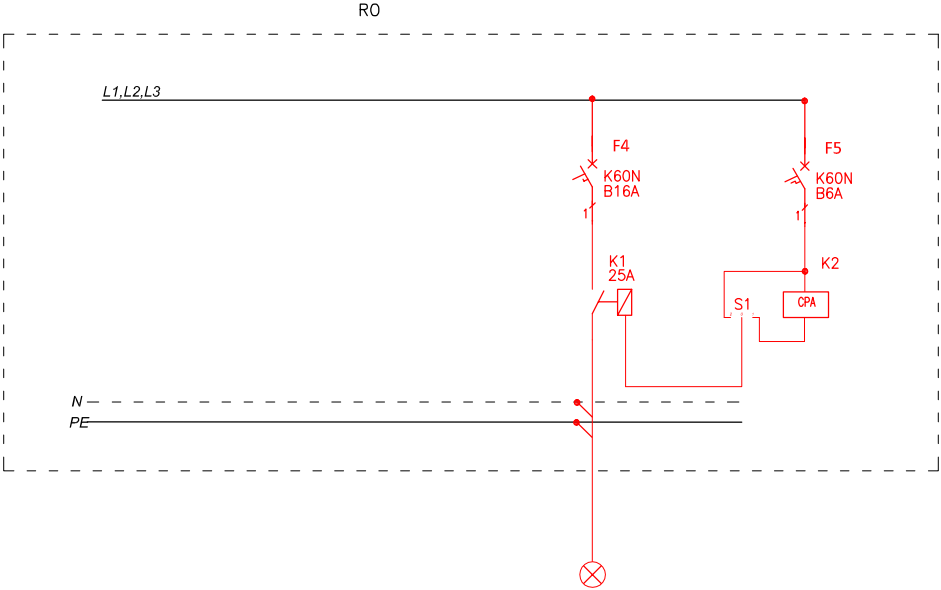 RO
L1,L2,L3
F4
K60N
B16A
1
F5
K60N
B6A
1
K1
25A
K2
S1
CPA
N
PE